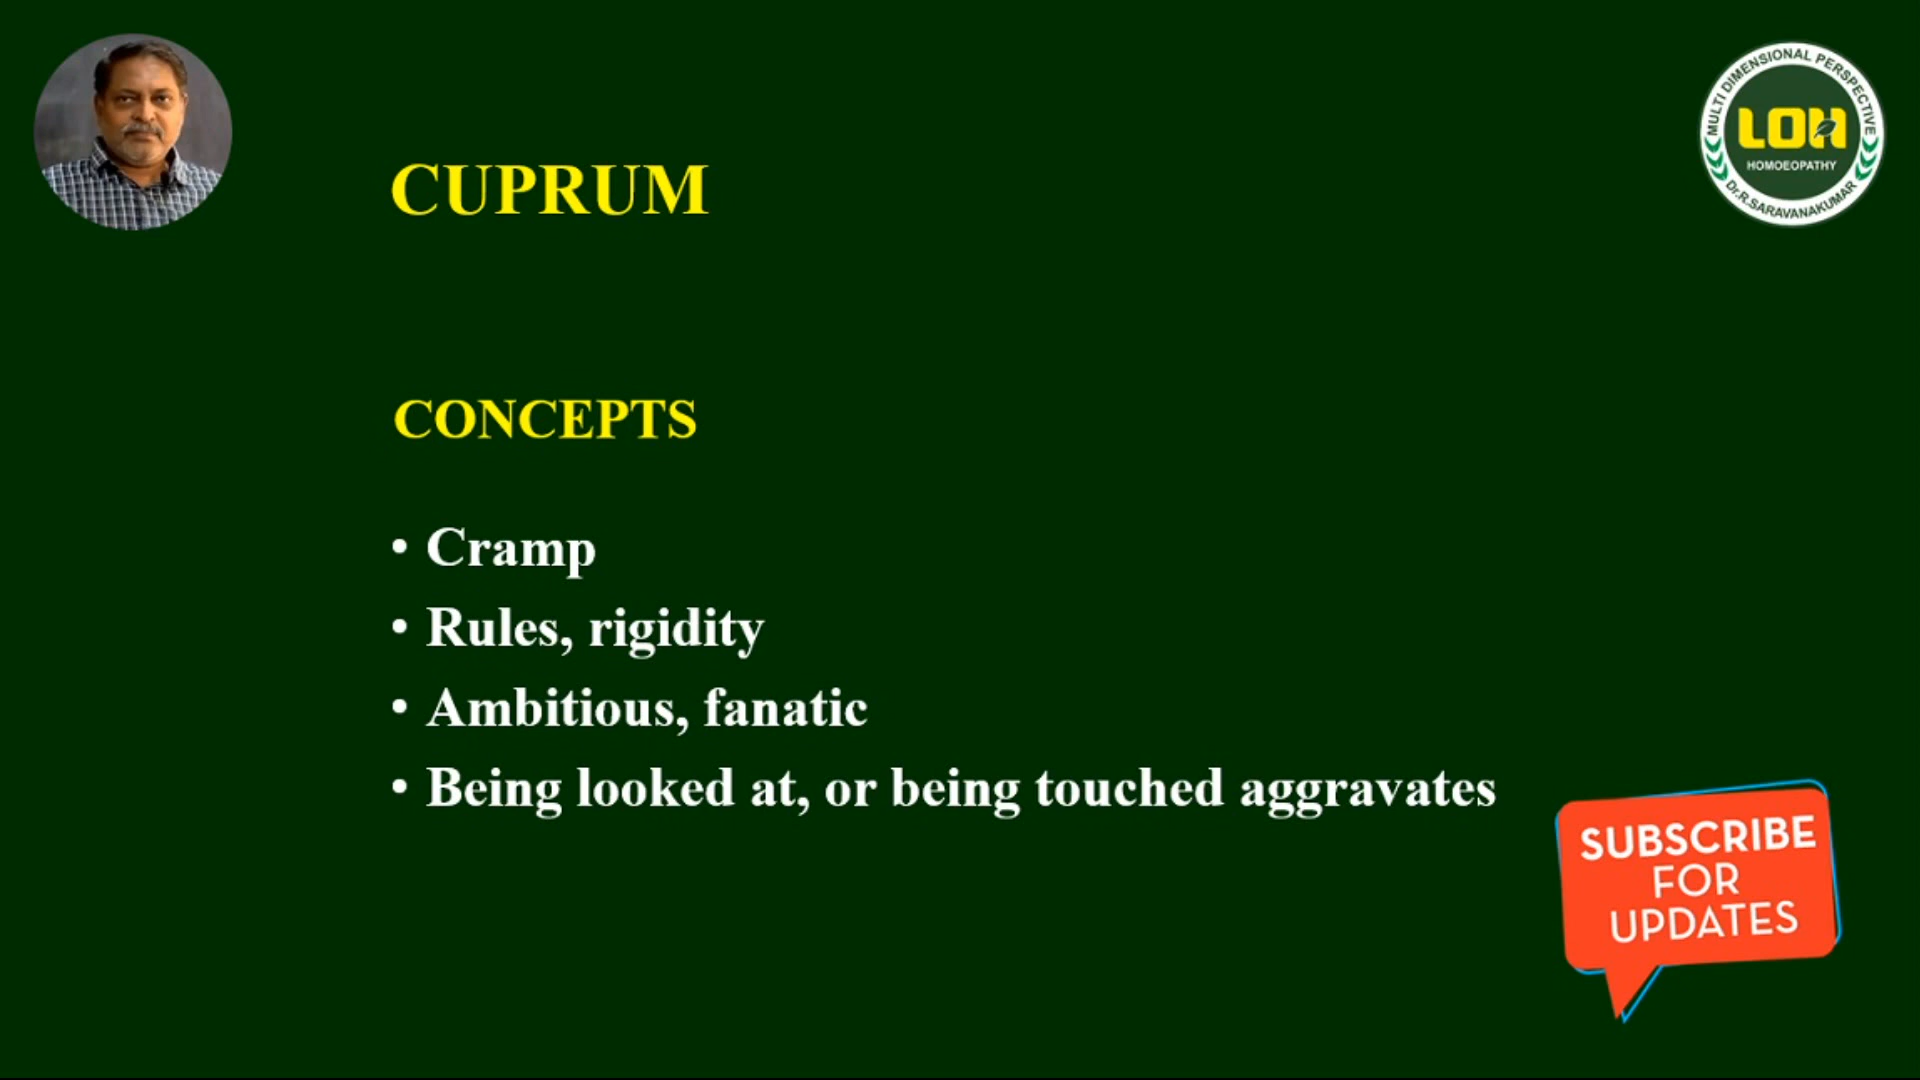 MULTI DIMENSIONAL PERSPECTIVE
LOH
HOMOEOPATHY
Dr.R.SARAVANAKUMAR
CUPRUM
CONCEPTS
• Cramp
• Rules, rigidity
• Ambitious, fanatic
• Being looked at, or being touched aggravates
SUBSCRIBE
FOR
UPDATES